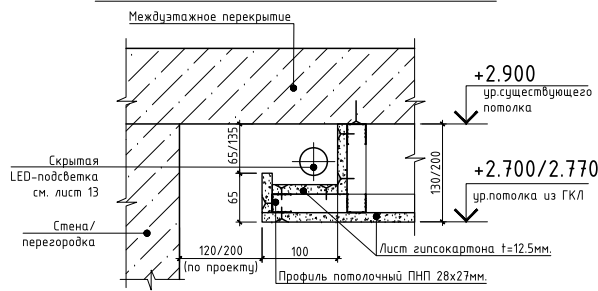 Междуэтажное перекрытие
+2.900
ур.существующего
потолка
65/135
130/200
Скрытая
LED-подсветка
см. лист 13
+2.700/2.770
ур.потолка из ГКЛ
65
Стена/
перегородка
120/200
100
(по проекту)
Лист гипсокартона t=12.5мм.
Профиль потолочный ПНП 28х27мм.